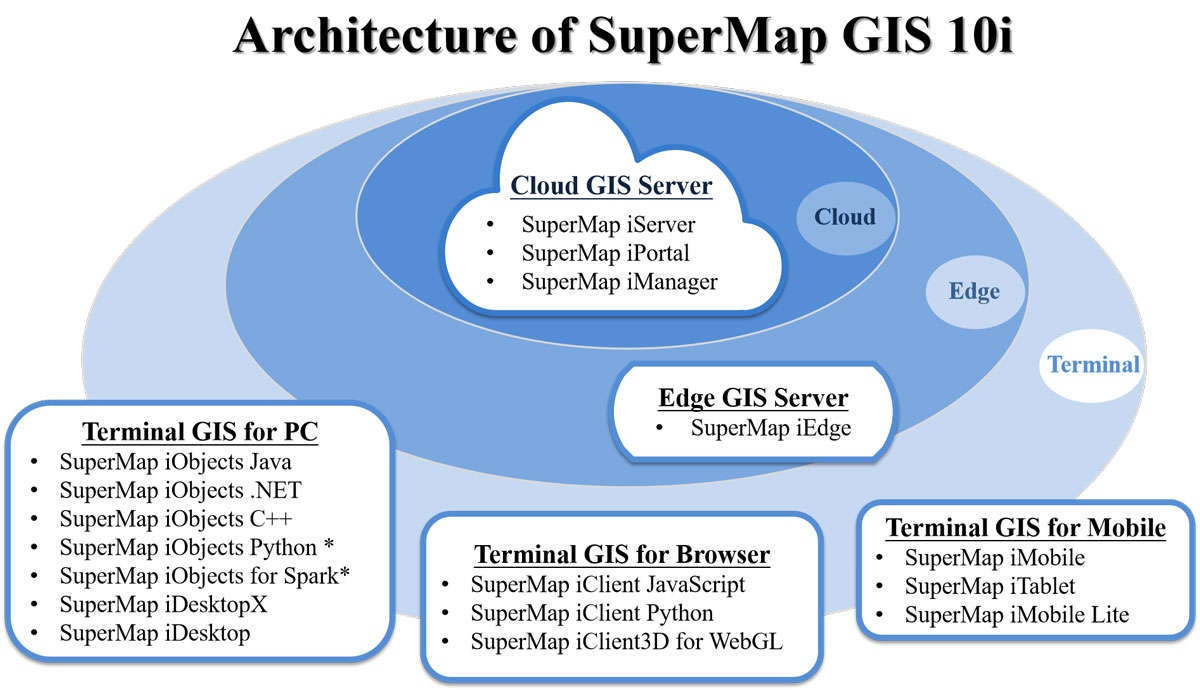 Architecture of SuperMap GIS 10i
Cloud GIS Server
• SuperMap iServer
• SuperMap iPortal
• SuperMap iManager
Cloud
Edge
Terminal
Edge GIS Server
• SuperMap iEdge
Terminal GIS for PC
• SuperMap iObjects Java
• SuperMap iObjects .NET
• SuperMap iObjects C++
• SuperMap iObjects Python *
• SuperMap iObjects for Spark*
• SuperMap iDesktopX
• SuperMap iDesktop
Terminal GIS for Browser
• SuperMap iClient JavaScript
• SuperMap iClient Python
• SuperMap iClient3D for WebGL
Terminal GIS for Mobile
• SuperMap iMobile
• SuperMap iTablet
• SuperMap iMobile Lite